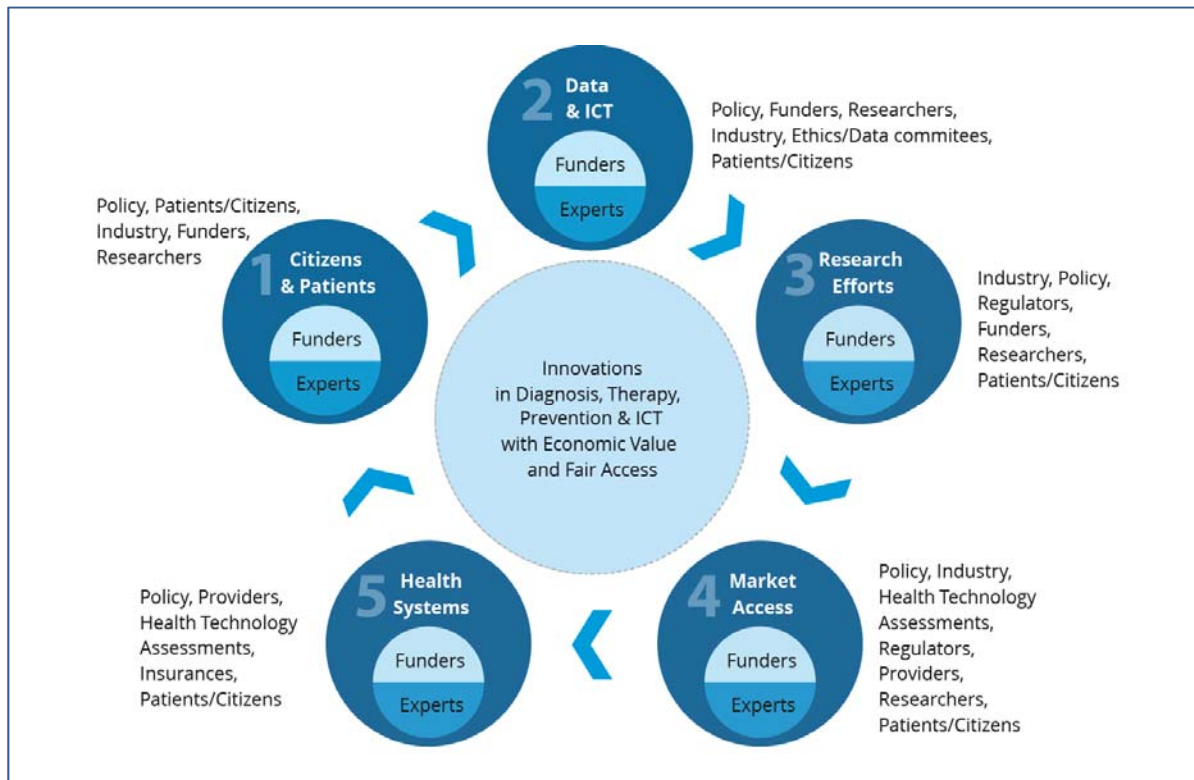 Policy, Patients/Citizens,
Industry, Funders,
Researchers
1
Citizens
& Patients
Funders
Experts
2
Data
& ICT
Funders
Experts
Policy, Funders, Researchers,
Industry, Ethics/Data commitees,
Patients/Citizens
3
Research
Efforts
Funders
Experts
Industry, Policy,
Regulators,
Funders,
Researchers,
Patients/Citizens
4
Market
Access
Funders
Experts
Policy, Industry,
Health Technology
Assessments,
Regulators,
Providers,
Researchers,
Patients/Citizens
5
Health
Systems
Funders
Experts
Policy, Providers,
Health Technology
Assessments,
Insurances,
Patients/Citizens
Innovations
in Diagnosis, Therapy,
Prevention & ICT
with Economic Value
and Fair Access